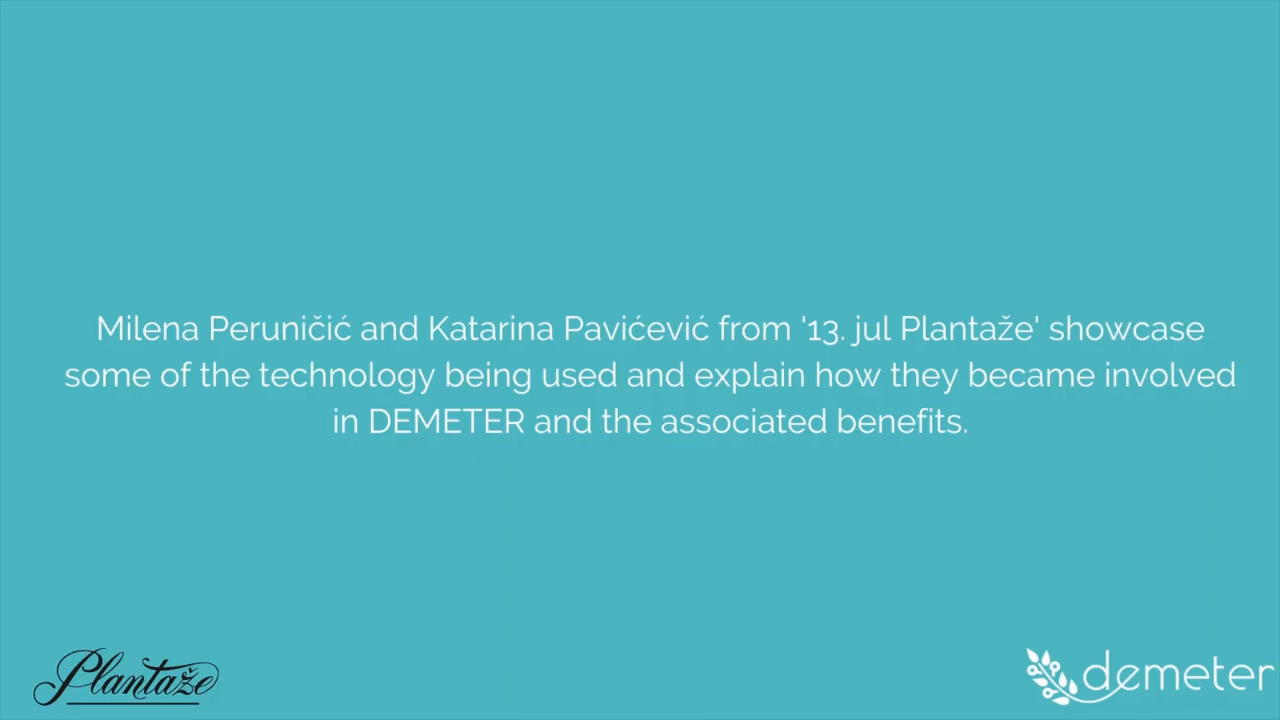 Milena Peruničić and Katarina Pavićević from '13. jul Plantaže' showcase
some of the technology being used and explain how they became involved
in DEMETER and the associated benefits.
Plantaže
demeter